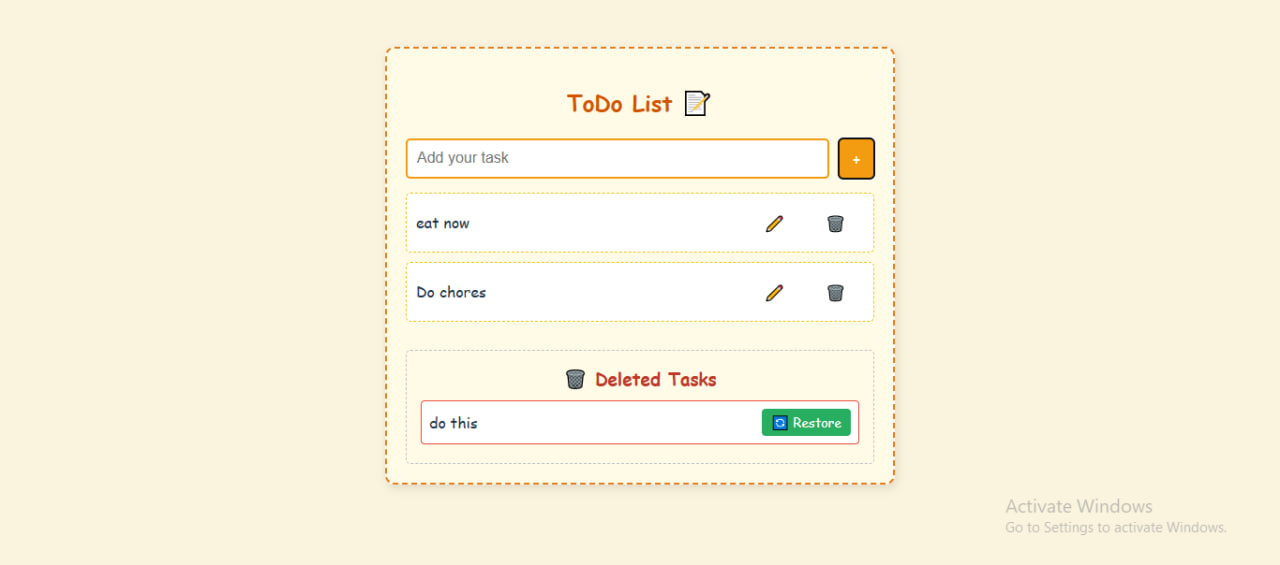 ToDo List
Add your task
+
eat now
Do chores
Deleted Tasks
do this
Restore
Activate Windows
Go to Settings to activate Windows.